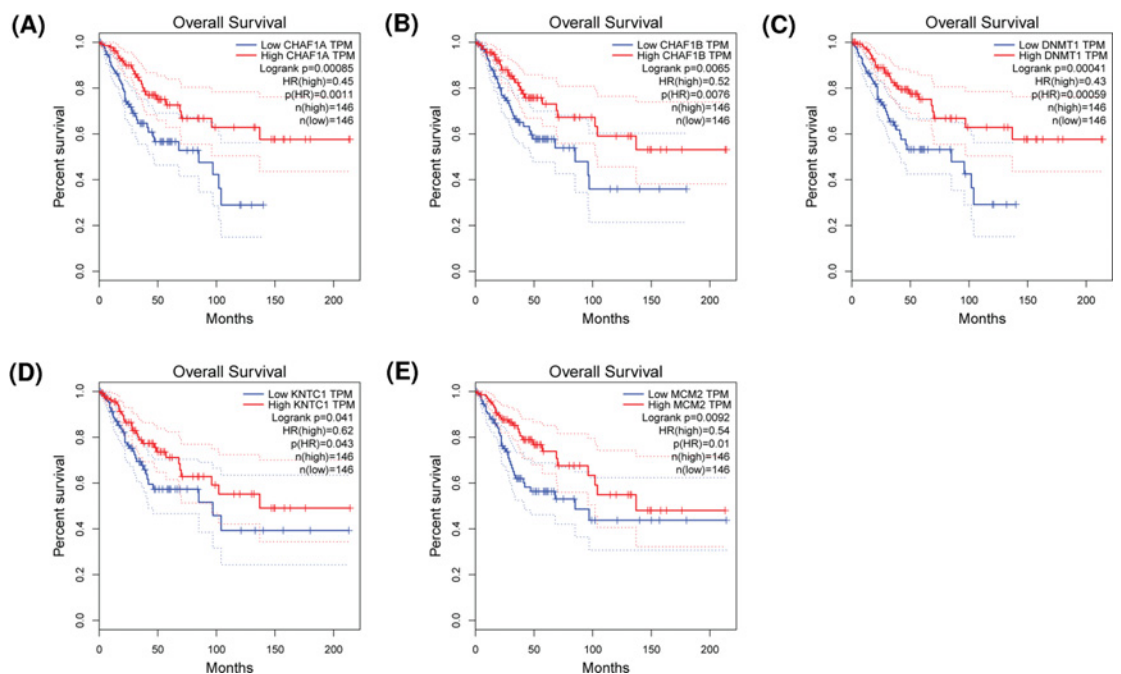 (A)
Overall Survival
Low CHAF1A TPM
High CHAF1A TPM
Logrank p=0.00085
HR(high)=0.45
p(HR)=0.0011
n(high)=146
n(low)=146
Percent survival
1.0
0.8
0.6
0.4
0.2
0.0
0 50 100 150 200
Months
(B)
Overall Survival
Low CHAF1B TPM
High CHAF1B TPM
Logrank p=0.0065
HR(high)=0.52
p(HR)=0.0076
n(high)=146
n(low)=146
Percent survival
1.0
0.8
0.6
0.4
0.2
0.0
0 50 100 150 200
Months
(C)
Overall Survival
Low DNMT1 TPM
High DNMT1 TPM
Logrank p=0.00041
HR(high)=0.43
p(HR)=0.00059
n(high)=146
n(low)=146
Percent survival
1.0
0.8
0.6
0.4
0.2
0.0
0 50 100 150 200
Months
(D)
Overall Survival
Low KNTC1 TPM
High KNTC1 TPM
Logrank p=0.041
HR(high)=0.62
p(HR)=0.043
n(high)=146
n(low)=146
Percent survival
1.0
0.8
0.6
0.4
0.2
0.0
0 50 100 150 200
Months
(E)
Overall Survival
Low MCM2 TPM
High MCM2 TPM
Logrank p=0.0092
HR(high)=0.54
p(HR)=0.01
n(high)=146
n(low)=146
Percent survival
1.0
0.8
0.6
0.4
0.2
0.0
0 50 100 150 200
Months